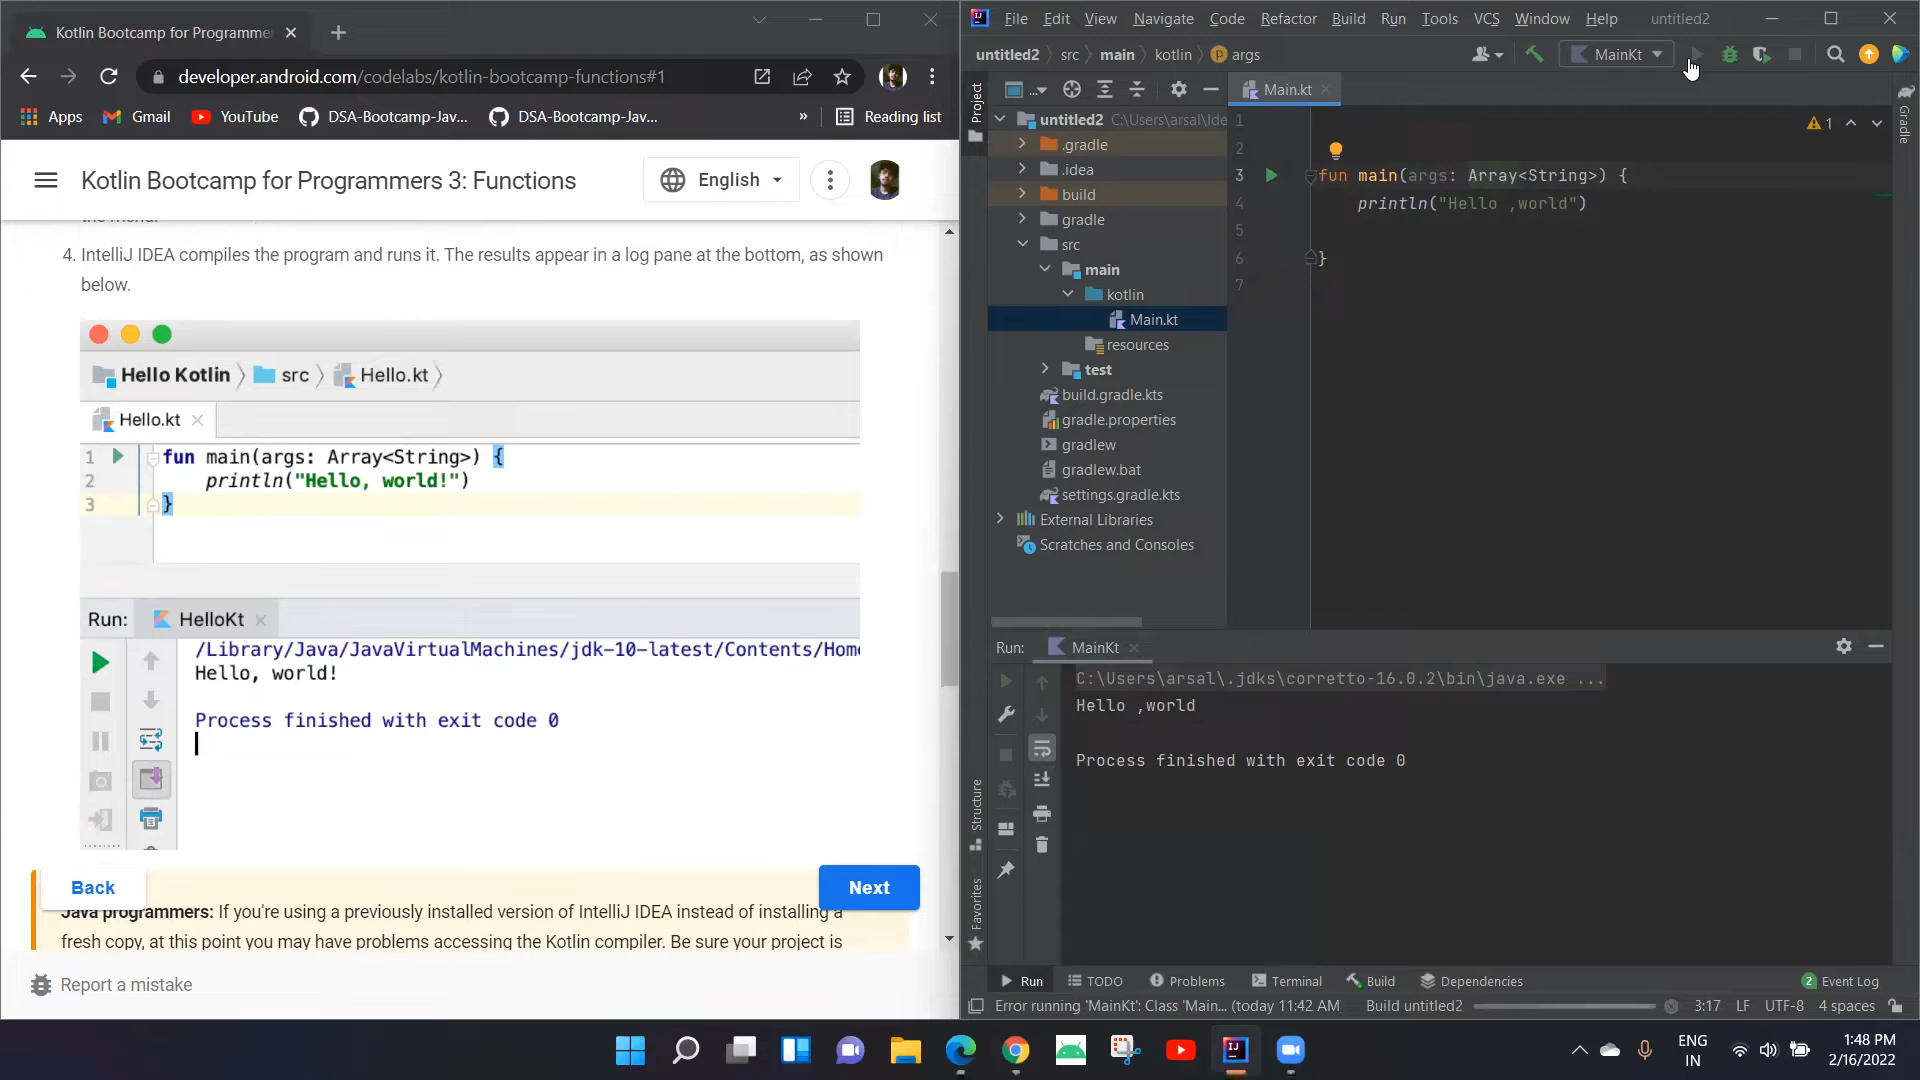 Kotlin Bootcamp for Programme
developer.android.com/codelabs/kotlin-bootcamp-functions#1
Apps Gmail YouTube DSA-Bootcamp-Jav... DSA-Bootcamp-Jav... » Reading list
Kotlin Bootcamp for Programmers 3: Functions
English
the menu.
4. IntelliJ IDEA compiles the program and runs it. The results appear in a log pane at the bottom, as shown
below.
Hello Kotlin src Hello.kt
Hello.kt
1 fun main(args: Array<String>) {
2 println("Hello, world!")
3 }
Run: HelloKt
/Library/Java/JavaVirtualMachines/jdk-10-latest/Contents/Home
Hello, world!
Process finished with exit code 0
Back
Next
Java programmers: If you're using a previously installed version of IntelliJ IDEA instead of installing a
fresh copy, at this point you may have problems accessing the Kotlin compiler. Be sure your project is
Report a mistake
File Edit View Navigate Code Refactor Build Run Tools VCS Window Help untitled2
untitled2 src main kotlin args
MainKt
Project
...
Main.kt
Gradle
untitled2 C:\Users\arsal\Ide
.gradle
.idea
build
gradle
src
main
kotlin
Main.kt
resources
test
build.gradle.kts
gradle.properties
gradlew
gradlew.bat
settings.gradle.kts
External Libraries
Scratches and Consoles
1
1
2
3 fun main(args: Array<String>) {
4 println("Hello ,world")
5
6 }
7
Run: MainKt
C:\Users\arsal\.jdks\corretto-16.0.2\bin\java.exe ...
Hello ,world
Process finished with exit code 0
Structure
Favorites
Run TODO Problems Terminal Build Dependencies 2 Event Log
Error running 'MainKt': Class 'Main... (today 11:42 AM) Build untitled2 3:17 LF UTF-8 4 spaces
ENG
IN
1:48 PM
2/16/2022